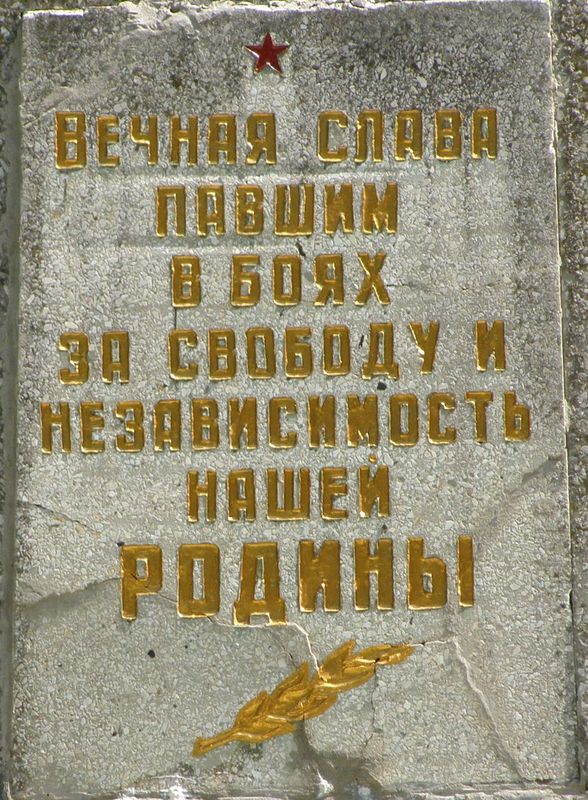 ВЕЧНАЯ СЛАВА
ПАВШИМ
В БОЯХ
ЗА СВОБОДУ И
НЕЗАВИСИМОСТЬ
НАШЕЙ
РОДИНЫ